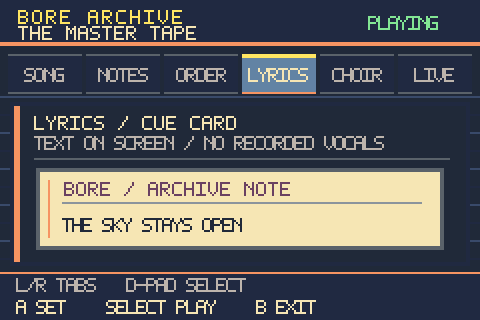 BORE ARCHIVE
THE MASTER TAPE
PLAYING
SONG NOTES ORDER LYRICS CHOIR LIVE
LYRICS / CUE CARD
TEXT ON SCREEN / NO RECORDED VOCALS
BORE / ARCHIVE NOTE
THE SKY STAYS OPEN
L/R TABS D-PAD SELECT
A SET SELECT PLAY B EXIT